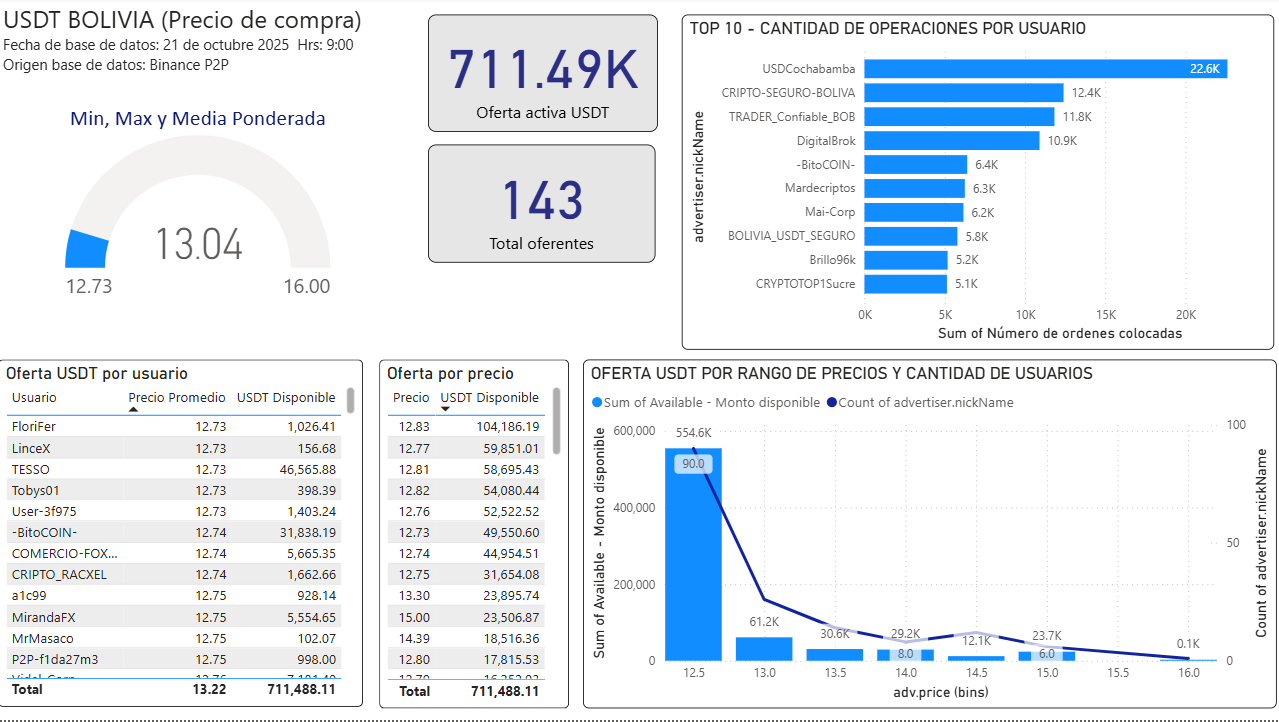 USDT BOLIVIA (Precio de compra)
Fecha de base de datos: 21 de octubre 2025 Hrs: 9:00
Origen base de datos: Binance P2P
Min, Max y Media Ponderada
13.04
12.73
16.00
711.49K
Oferta activa USDT
143
Total oferentes
TOP 10 - CANTIDAD DE OPERACIONES POR USUARIO
advertiser.nickName
USDCochabamba 22.6K
CRIPTO-SEGURO-BOLIVA 12.4K
TRADER_Confiable_BOB 11.8K
DigitalBrok 10.9K
-BitoCOIN- 6.4K
Mardecriptos 6.3K
Mai-Corp 6.2K
BOLIVIA_USDT_SEGURO 5.8K
Brillo96k 5.2K
CRYPTOTOP1Sucre 5.1K
0K 5K 10K 15K 20K
Sum of Número de ordenes colocadas
Oferta USDT por usuario
Usuario Precio Promedio USDT Disponible
FloriFer 12.73 1,026.41
LinceX 12.73 156.68
TESSO 12.73 46,565.88
Tobys01 12.73 398.39
User-3f975 12.73 1,403.24
-BitoCOIN- 12.74 31,838.19
COMERCIO-FOX... 12.74 5,665.35
CRIPTO_RACXEL 12.74 1,662.66
a1c99 12.75 928.14
MirandaFX 12.75 5,554.65
MrMasaco 12.75 102.07
P2P-f1da27m3 12.75 998.00
Total 13.22 711,488.11
Oferta por precio
Precio USDT Disponible
12.83 104,186.19
12.77 59,851.01
12.81 58,695.43
12.82 54,080.44
12.76 52,522.52
12.73 49,550.60
12.74 44,954.51
12.75 31,654.08
13.30 23,895.74
15.00 23,506.87
14.39 18,516.36
12.80 17,815.53
Total 711,488.11
OFERTA USDT POR RANGO DE PRECIOS Y CANTIDAD DE USUARIOS
Sum of Available - Monto disponible Count of advertiser.nickName
Sum of Available - Monto disponible
600,000
400,000
200,000
0
554.6K
90.0
61.2K
30.6K
29.2K
8.0
12.1K
23.7K
6.0
0.1K
100
50
0
Count of advertiser.nickName
12.5 13.0 13.5 14.0 14.5 15.0 16.0
adv.price (bins)